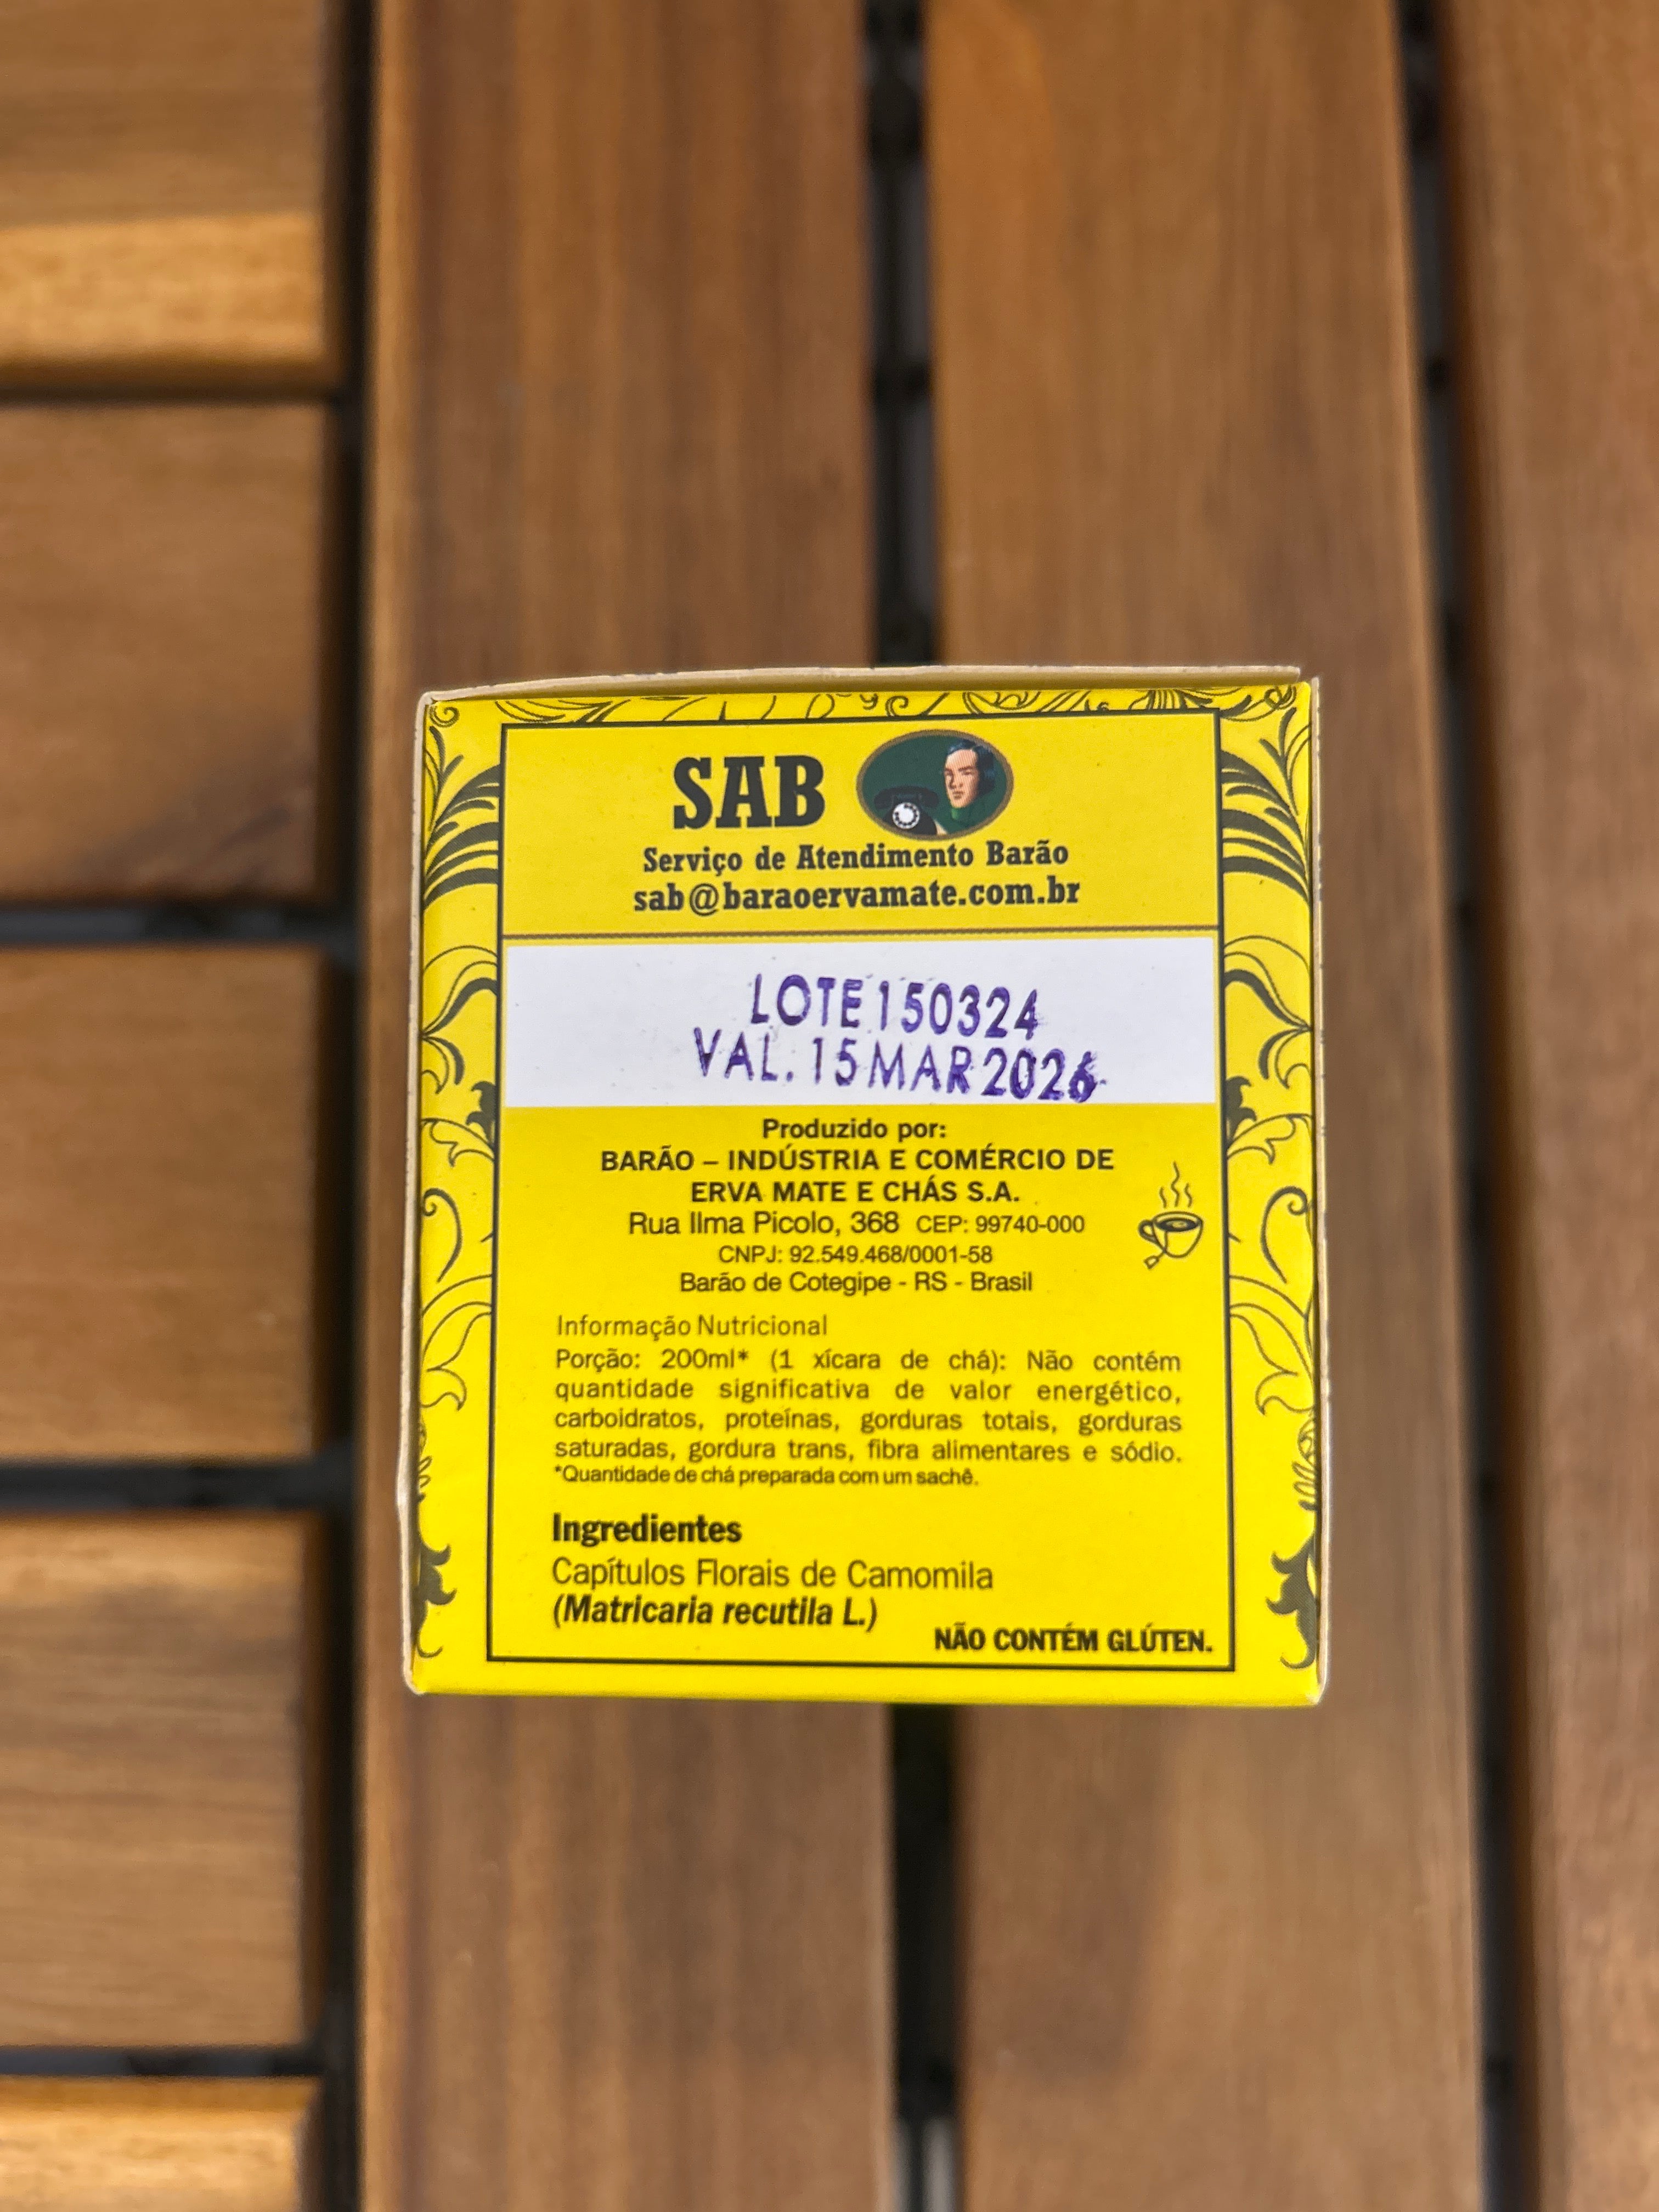 SAB
Serviço de Atendimento Barão
sab@baraoervamate.com.br
LOTE 150324
VAL. 15 MAR 2026
Produzido por:
BARÃO – INDÚSTRIA E COMÉRCIO DE
ERVA MATE E CHÁS S.A.
Rua Ilma Picolo, 368 CEP: 99740-000
CNPJ: 92.549.468/0001-58
Barão de Cotegipe - RS - Brasil
Informação Nutricional
Porção: 200ml* (1 xícara de chá): Não contém
quantidade significativa de valor energético,
carboidratos, proteínas, gorduras totais, gorduras
saturadas, gordura trans, fibra alimentares e sódio.
*Quantidade de chá preparada com um sachê.
Ingredientes
Capítulos Florais de Camomila
(Matricaria recutila L.)
NÃO CONTÉM GLÚTEN.